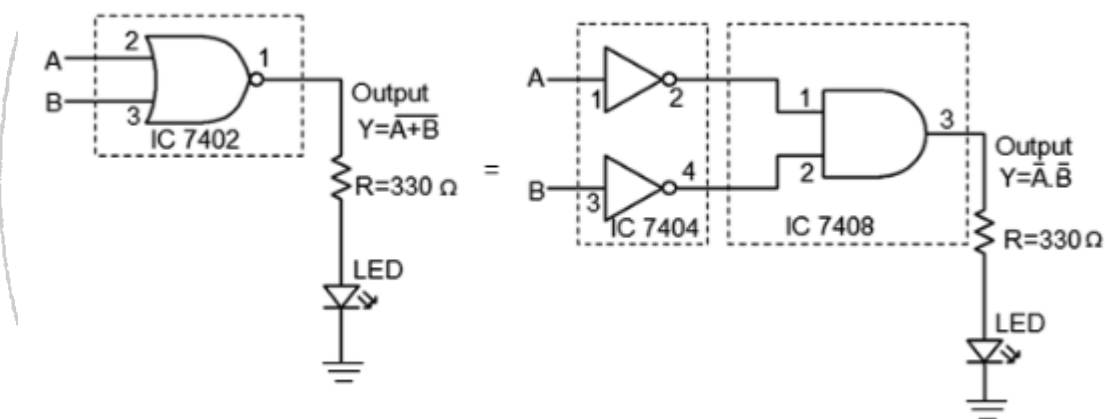 A
B
2
3
1
IC 7402
Output
Y=A̅+̅B̅
R=330 Ω
LED
=
A
B
1
2
3
4
IC 7404
1
2
3
IC 7408
Output
Y=A̅.B̅
R=330Ω
LED